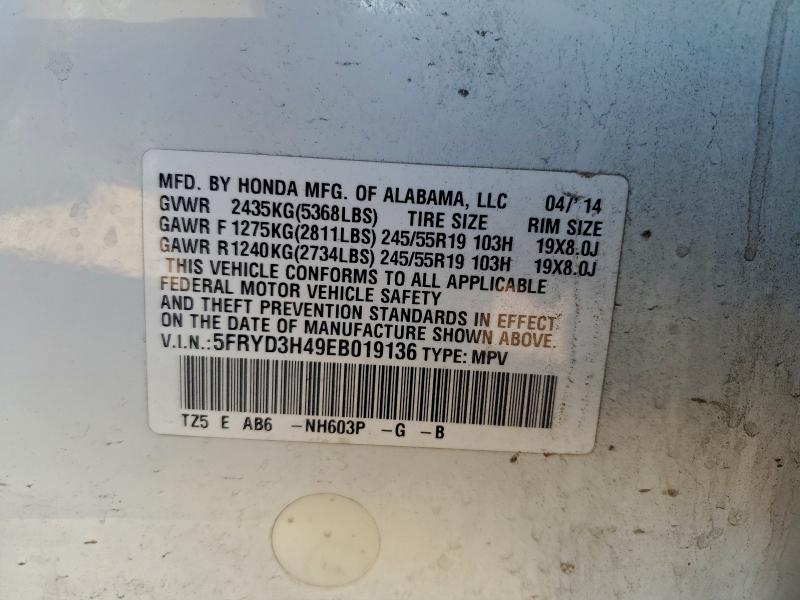 MFD. BY HONDA MFG. OF ALABAMA, LLC 04/14
GVWR 2435KG(5368LBS) TIRE SIZE RIM SIZE
GAWR F 1275KG(2811LBS) 245/55R19 103H 19X8.0J
GAWR R 1240KG(2734LBS) 245/55R19 103H 19X8.0J
THIS VEHICLE CONFORMS TO ALL APPLICABLE
FEDERAL MOTOR VEHICLE SAFETY
AND THEFT PREVENTION STANDARDS IN EFFECT
ON THE DATE OF MANUFACTURE SHOWN ABOVE.
V.I.N.:5FRYD3H49EB019136 TYPE: MPV
TZ5 E AB6 -NH603P -G -B